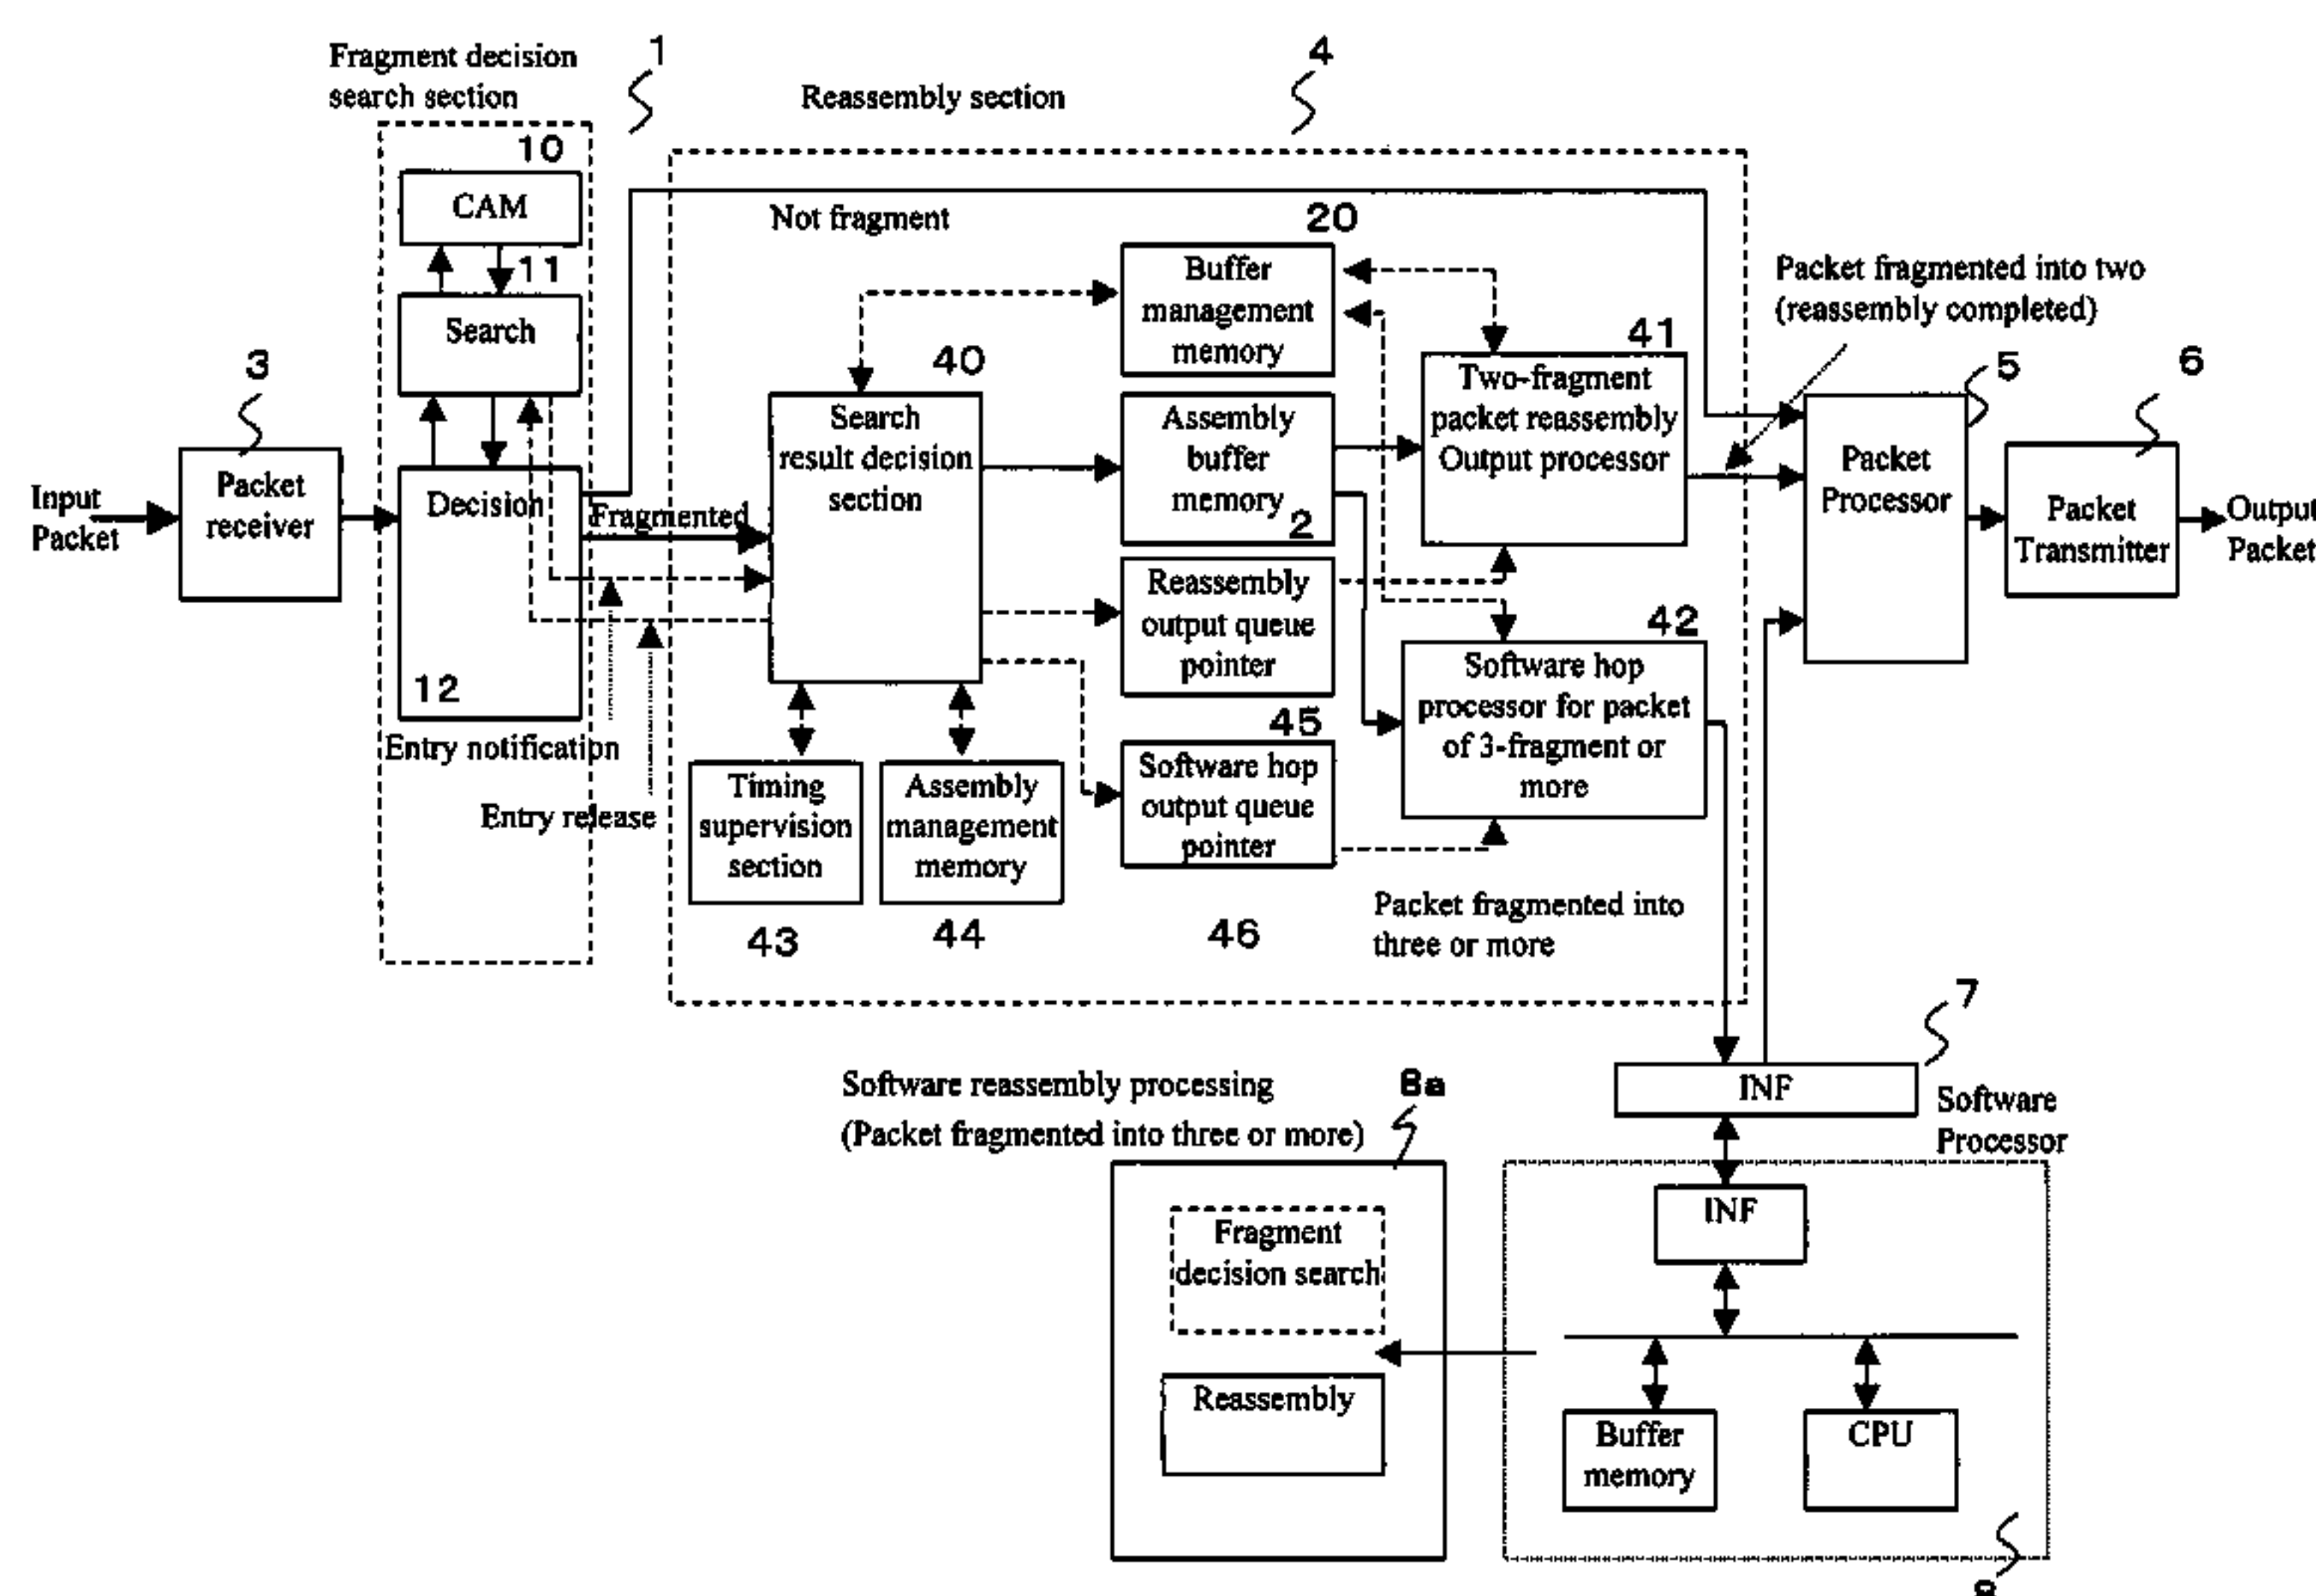 Fragment decision
search section
1
Reassembly section
4
10
CAM
11
Search
Not fragment
20
Buffer
management
memory
Packet fragmented into two
(reassembly completed)
3
40
41
5
6
Input
Packet
Packet
receiver
Decision
12
Fragmented
Search
result decision
section
Assembly
buffer
memory
2
Two-fragment
packet reassembly
Output processor
Packet
Processor
Packet
Transmitter
Output
Packet
Reassembly
output queue
pointer
45
42
Software hop
processor for packet
of 3-fragment or
more
Entry notification
Entry release
Timing
supervision
section
43
Assembly
management
memory
44
Software hop
output queue
pointer
46
Packet fragmented into
three or more
7
INF
Software
Processor
Software reassembly processing
(Packet fragmented into three or more)
8a
Fragment
decision search
Reassembly
INF
Buffer
memory
CPU
8